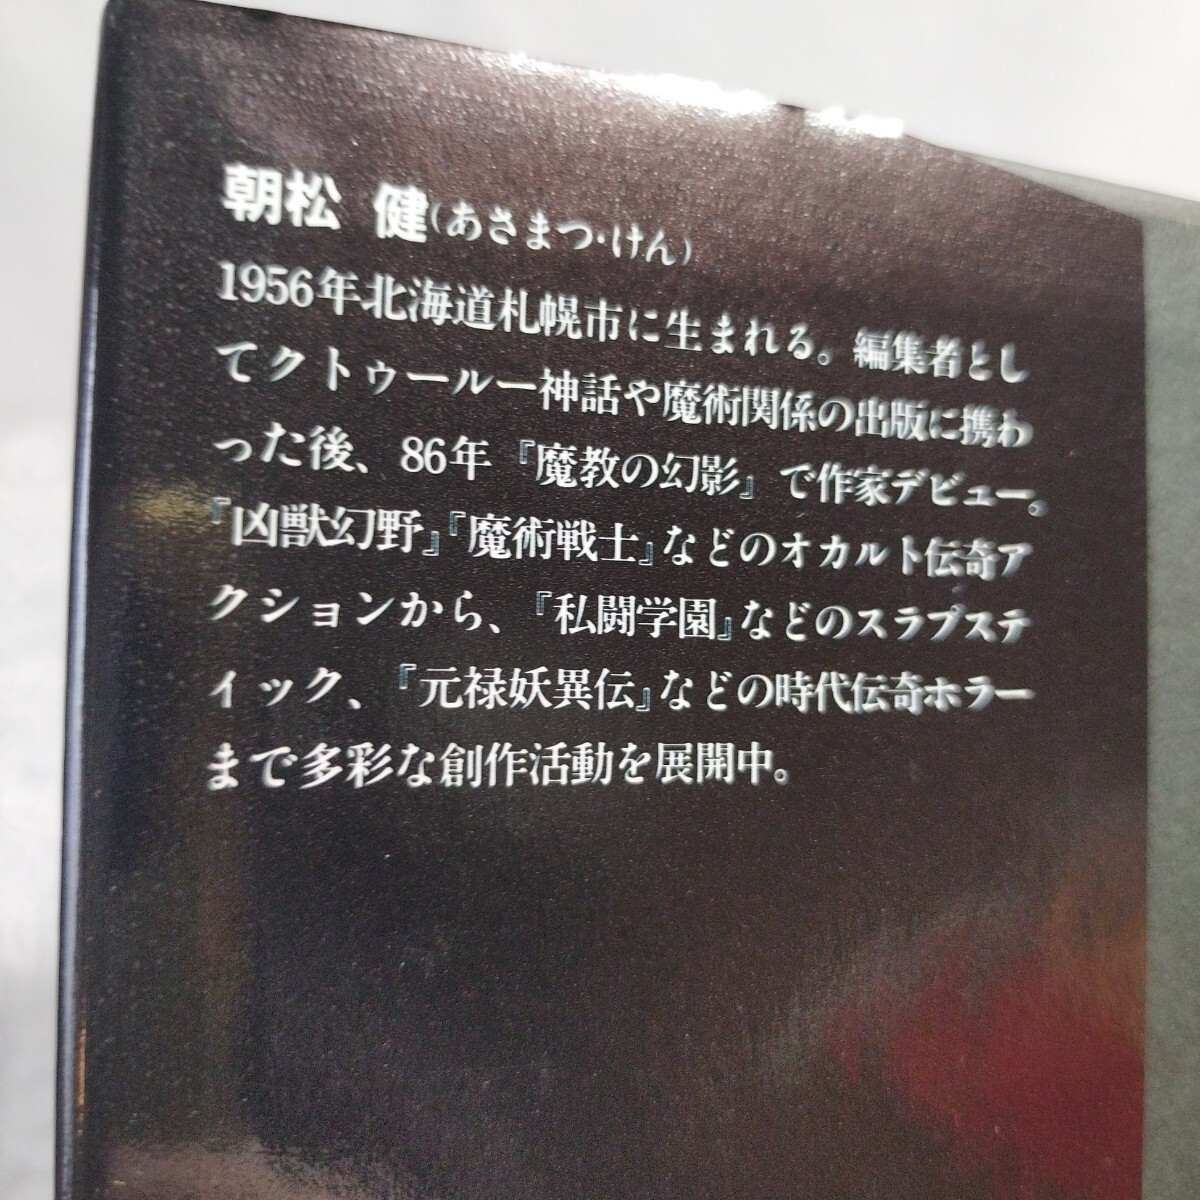 朝松 健(あさまつ・けん)
1956年北海道札幌市に生まれる。編集者とし
てクトゥールー神話や魔術関係の出版に携わ
った後、86年『魔教の幻影』で作家デビュー。
『凶獣幻野』『魔術戦士』などのオカルト伝奇ア
クションから、『私闘学園』などのスラプステ
ィック、『元禄妖異伝』などの時代伝奇ホラー
まで多彩な創作活動を展開中。